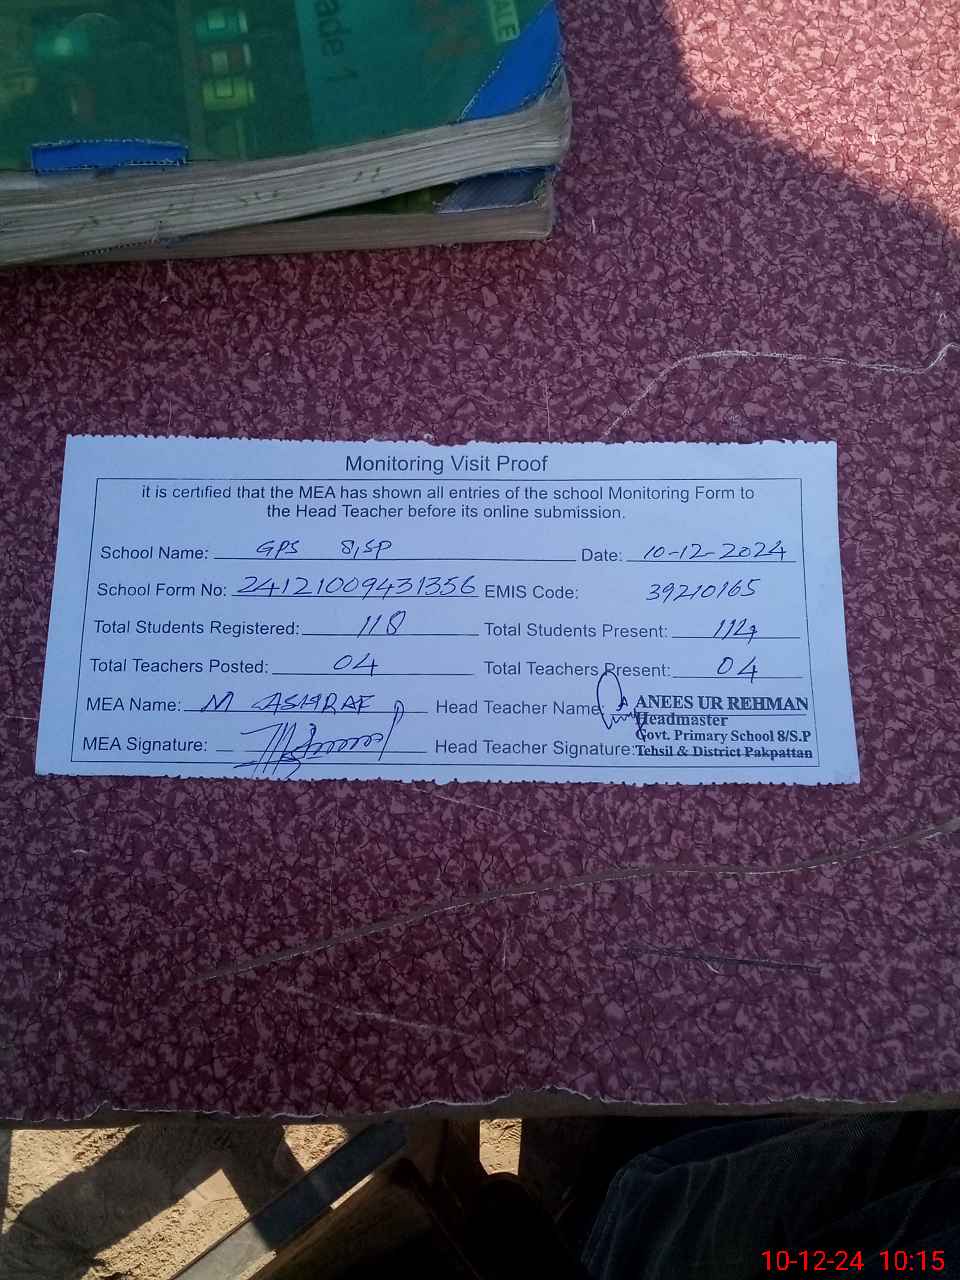 ALE
ade 1
Monitoring Visit Proof
it is certified that the MEA has shown all entries of the school Monitoring Form to
the Head Teacher before its online submission.
School Name: GPS 8,SP Date: 10-12-2024
School Form No: 24121009431356 EMIS Code: 39210165
Total Students Registered: 118 Total Students Present: 114
Total Teachers Posted: 04 Total Teachers Present: 04
MEA Name: M ASHRAF Head Teacher Name: ANEES UR REHMAN
Headmaster
Govt. Primary School 8/S.P
MEA Signature: Head Teacher Signature: Tehsil & District Pakpattan
10-12-24 10:15